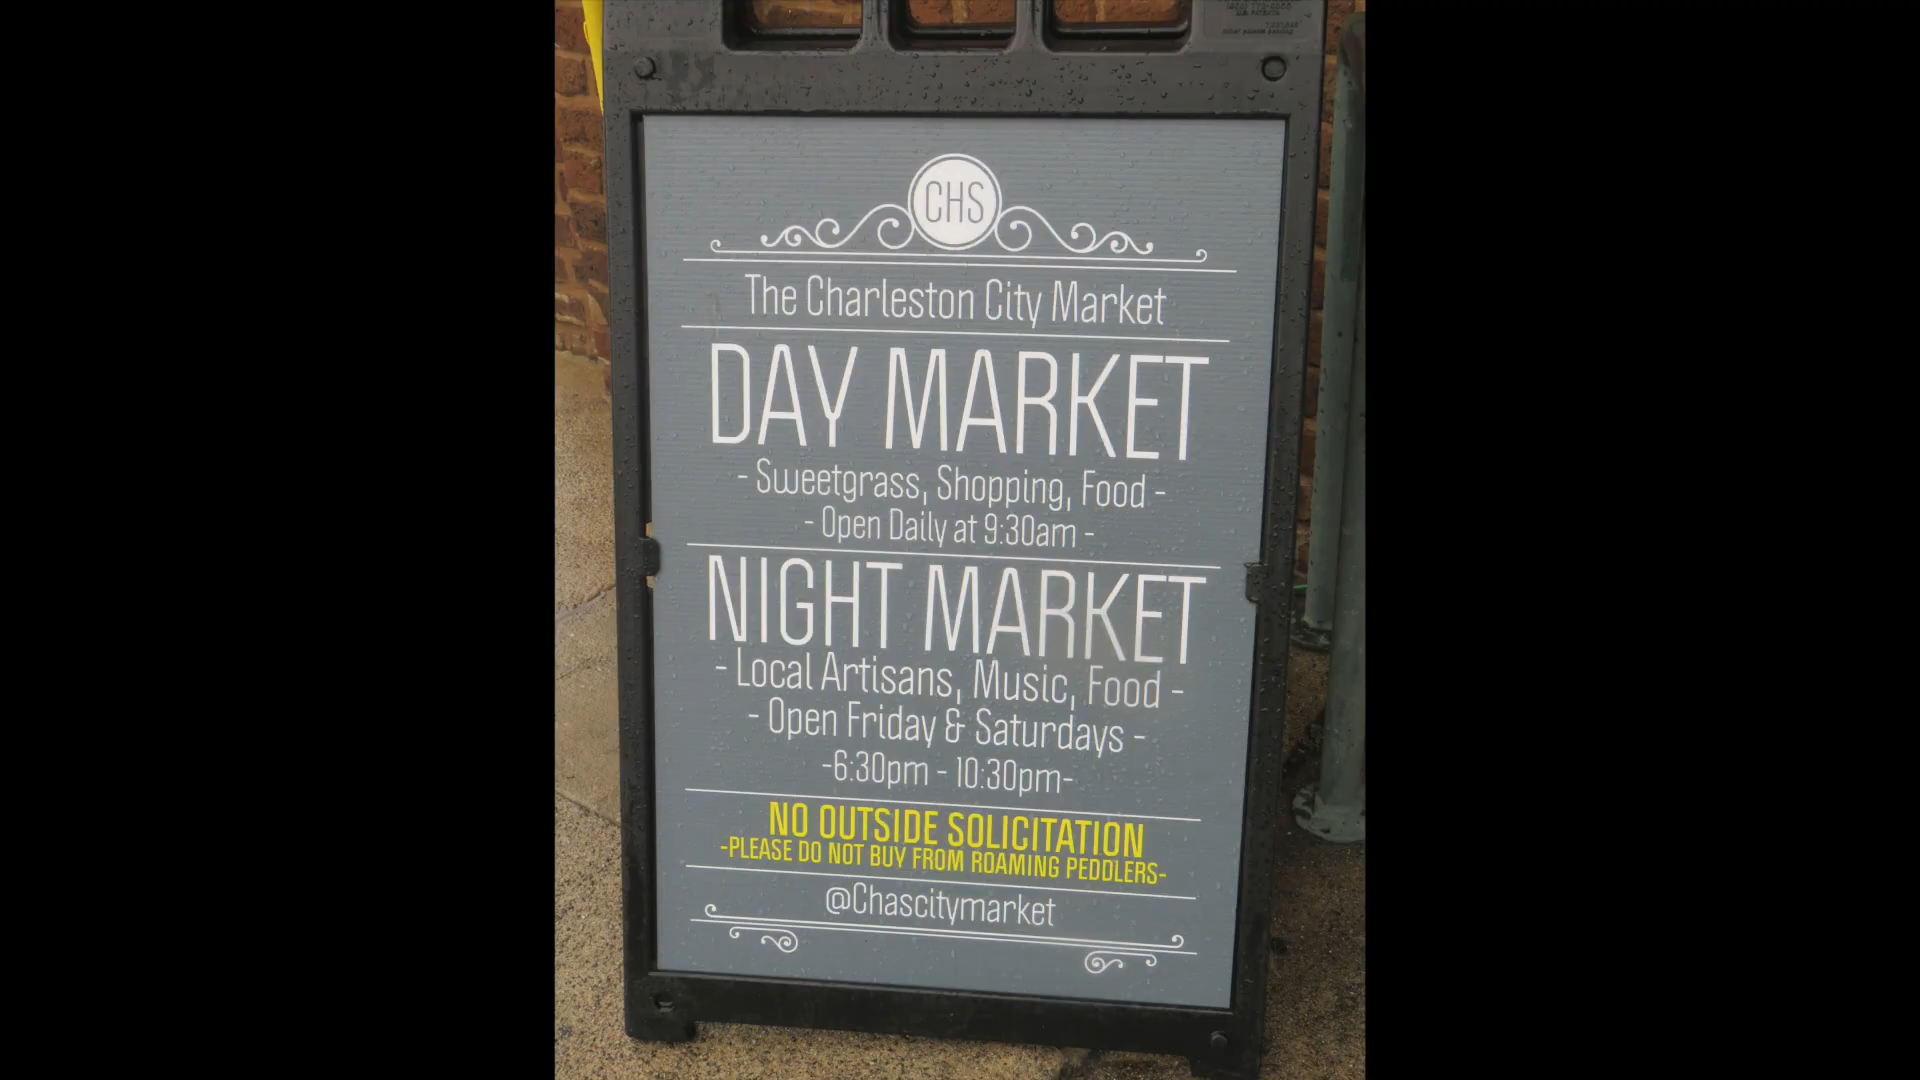 CHS
The Charleston City Market
DAY MARKET
- Sweetgrass, Shopping, Food -
- Open Daily at 9:30am -
NIGHT MARKET
- Local Artisans, Music, Food -
- Open Friday & Saturdays -
-6:30pm - 10:30pm-
NO OUTSIDE SOLICITATION
-PLEASE DO NOT BUY FROM ROAMING PEDDLERS-
@Chascitymarket